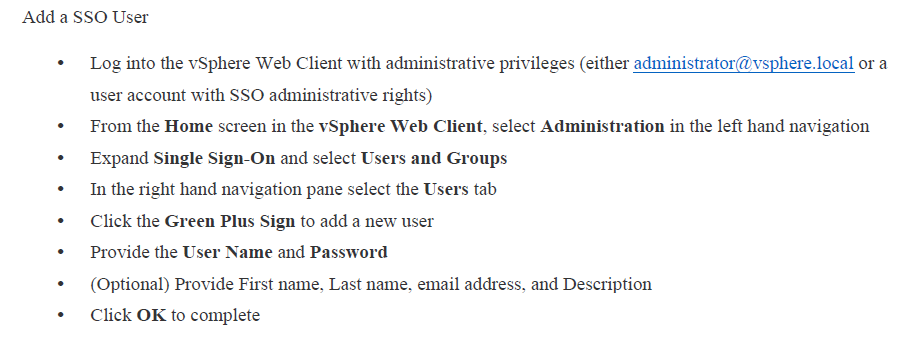 Add a SSO User
• Log into the vSphere Web Client with administrative privileges (either administrator@vsphere.local or a
user account with SSO administrative rights)
• From the Home screen in the vSphere Web Client, select Administration in the left hand navigation
• Expand Single Sign-On and select Users and Groups
• In the right hand navigation pane select the Users tab
• Click the Green Plus Sign to add a new user
• Provide the User Name and Password
• (Optional) Provide First name, Last name, email address, and Description
• Click OK to complete